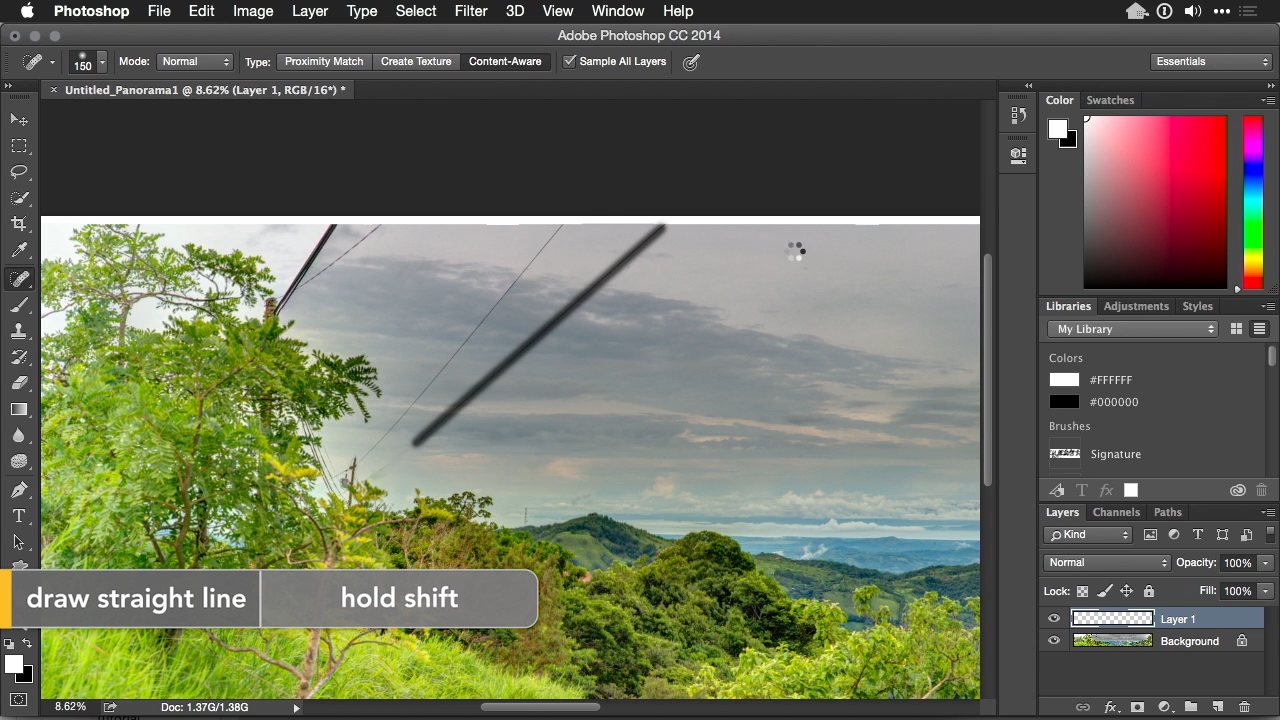 Photoshop File Edit Image Layer Type Select Filter 3D View Window Help
Adobe Photoshop CC 2014
150 Mode: Normal Type: Proximity Match Create Texture Content-Aware Sample All Layers Essentials
× Untitled_Panorama1 @ 8.62% (Layer 1, RGB/16*) *
Color Swatches
Libraries Adjustments Styles
My Library
Colors
#FFFFFF
#000000
Brushes
Signature
T fx
Layers Channels Paths
Kind
Normal Opacity: 100%
Lock: Fill: 100%
Layer 1
Background
draw straight line hold shift
8.62% Doc: 1.37G/1.38G
fx